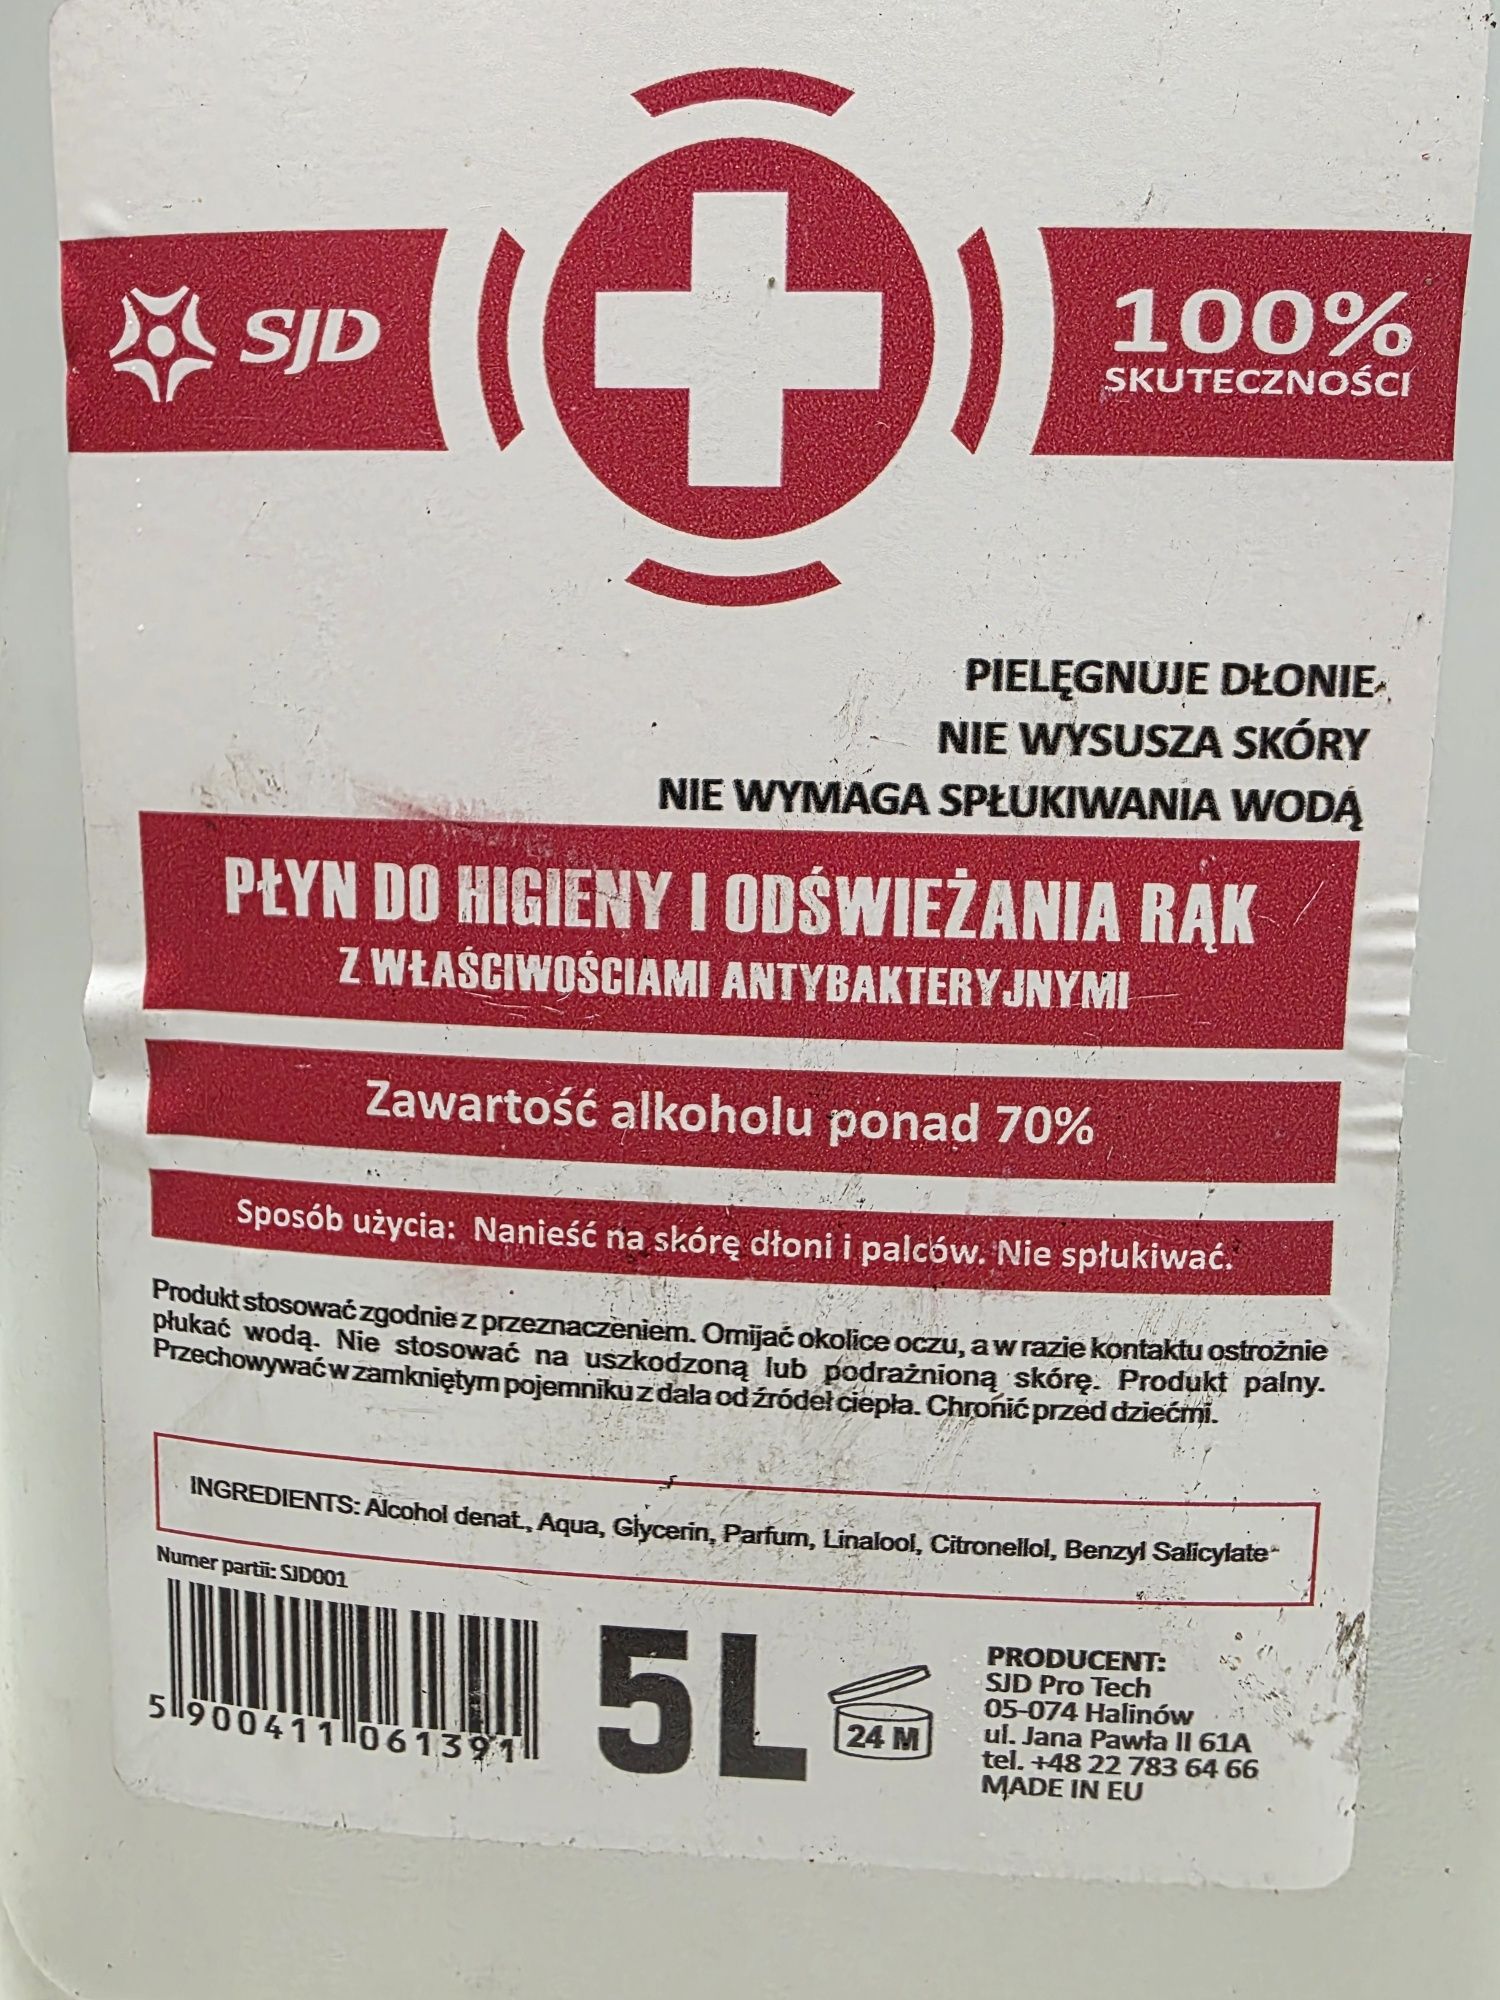 SJD
100%
SKUTECZNOŚCI
PIELĘGNUJE DŁONIE
NIE WYSUSZA SKÓRY
NIE WYMAGA SPŁUKIWANIA WODĄ
PŁYN DO HIGIENY I ODŚWIEŻANIA RĄK
Z WŁAŚCIWOŚCIAMI ANTYBAKTERYJNYMI
Zawartość alkoholu ponad 70%
Sposób użycia: Nanieść na skórę dłoni i palców. Nie spłukiwać.
Produkt stosować zgodnie z przeznaczeniem. Omijać okolice oczu, a w razie kontaktu ostrożnie
płukać wodą. Nie stosować na uszkodzoną lub podrażnioną skórę. Produkt palny.
Przechowywać w zamkniętym pojemniku z dala od źródeł ciepła. Chronić przed dziećmi.
INGREDIENTS: Alcohol denat., Aqua, Glycerin, Parfum, Linalool, Citronellol, Benzyl Salicylate
Numer partii: SJD001
5 900411 061391
5L
24 M
PRODUCENT:
SJD Pro Tech
05-074 Halinów
ul. Jana Pawła II 61A
tel. +48 22 783 64 66
MADE IN EU